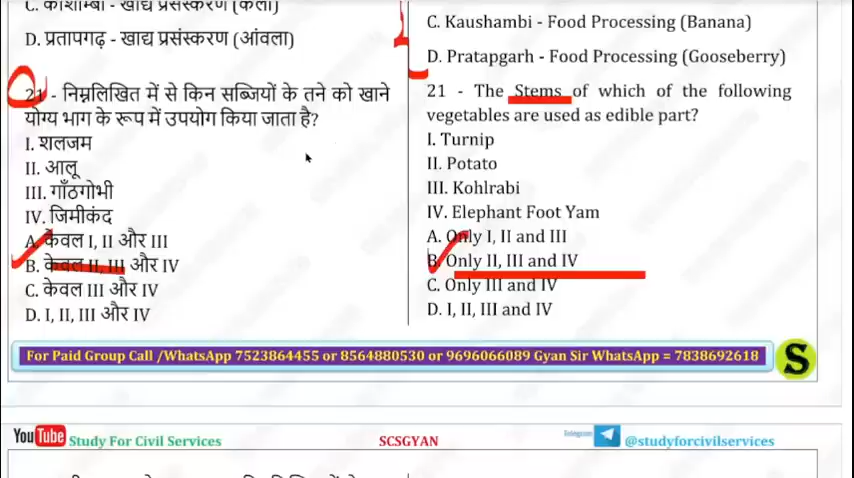 C. कौशाम्बी - खाद्य प्रसंस्करण (केला)
D. प्रतापगढ़ - खाद्य प्रसंस्करण (आंवला)
21 - निम्नलिखित में से किन सब्जियों के तने को खाने
योग्य भाग के रूप में उपयोग किया जाता है?
I. शलजम
II. आलू
III. गाँठगोभी
IV. जिमीकंद
A. केवल I, II और III
B. केवल II, III और IV
C. केवल III और IV
D. I, II, III और IV
C. Kaushambi - Food Processing (Banana)
D. Pratapgarh - Food Processing (Gooseberry)
21 - The Stems of which of the following
vegetables are used as edible part?
I. Turnip
II. Potato
III. Kohlrabi
IV. Elephant Foot Yam
A. Only I, II and III
B. Only II, III and IV
C. Only III and IV
D. I, II, III and IV
For Paid Group Call /WhatsApp 7523864455 or 8564880530 or 9696066089 Gyan Sir WhatsApp = 7838692618
S
YouTube Study For Civil Services
SCSGYAN
Telegram @studyforcivilservices